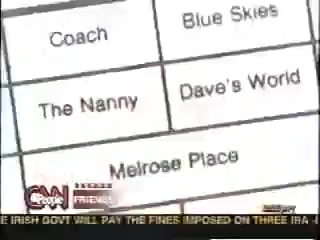 Coach
Blue Skies
The Nanny
Dave's World
Melrose Place
CNN
People
FRIENDS
E IRISH GOVT WILL PAY THE FINES IMPOSED ON THREE IRA